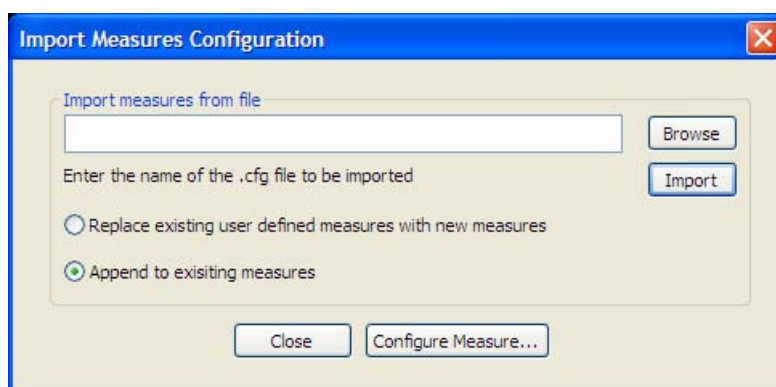 Import Measures Configuration
Import measures from file
Browse
Enter the name of the .cfg file to be imported
Import
Replace existing user defined measures with new measures
Append to exisiting measures
Close
Configure Measure...